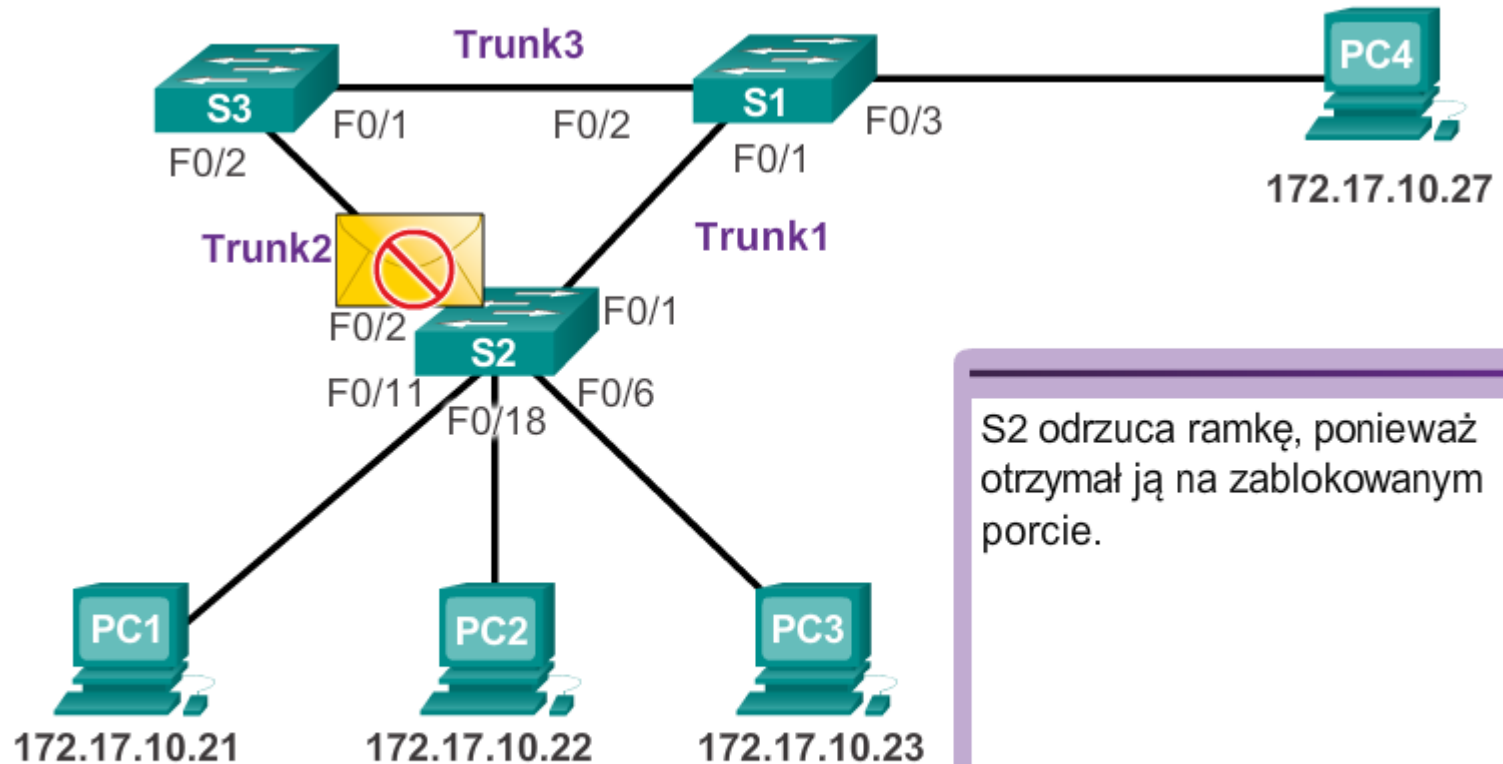 Trunk3
PC4
S3
S1
F0/1
F0/2
F0/3
F0/2
F0/1
172.17.10.27
Trunk2
Trunk1
F0/2
F0/1
S2
F0/11
F0/18
F0/6
S2 odrzuca ramkę, ponieważ
otrzymał ją na zablokowanym
porcie.
PC1
PC2
PC3
172.17.10.21
172.17.10.22
172.17.10.23